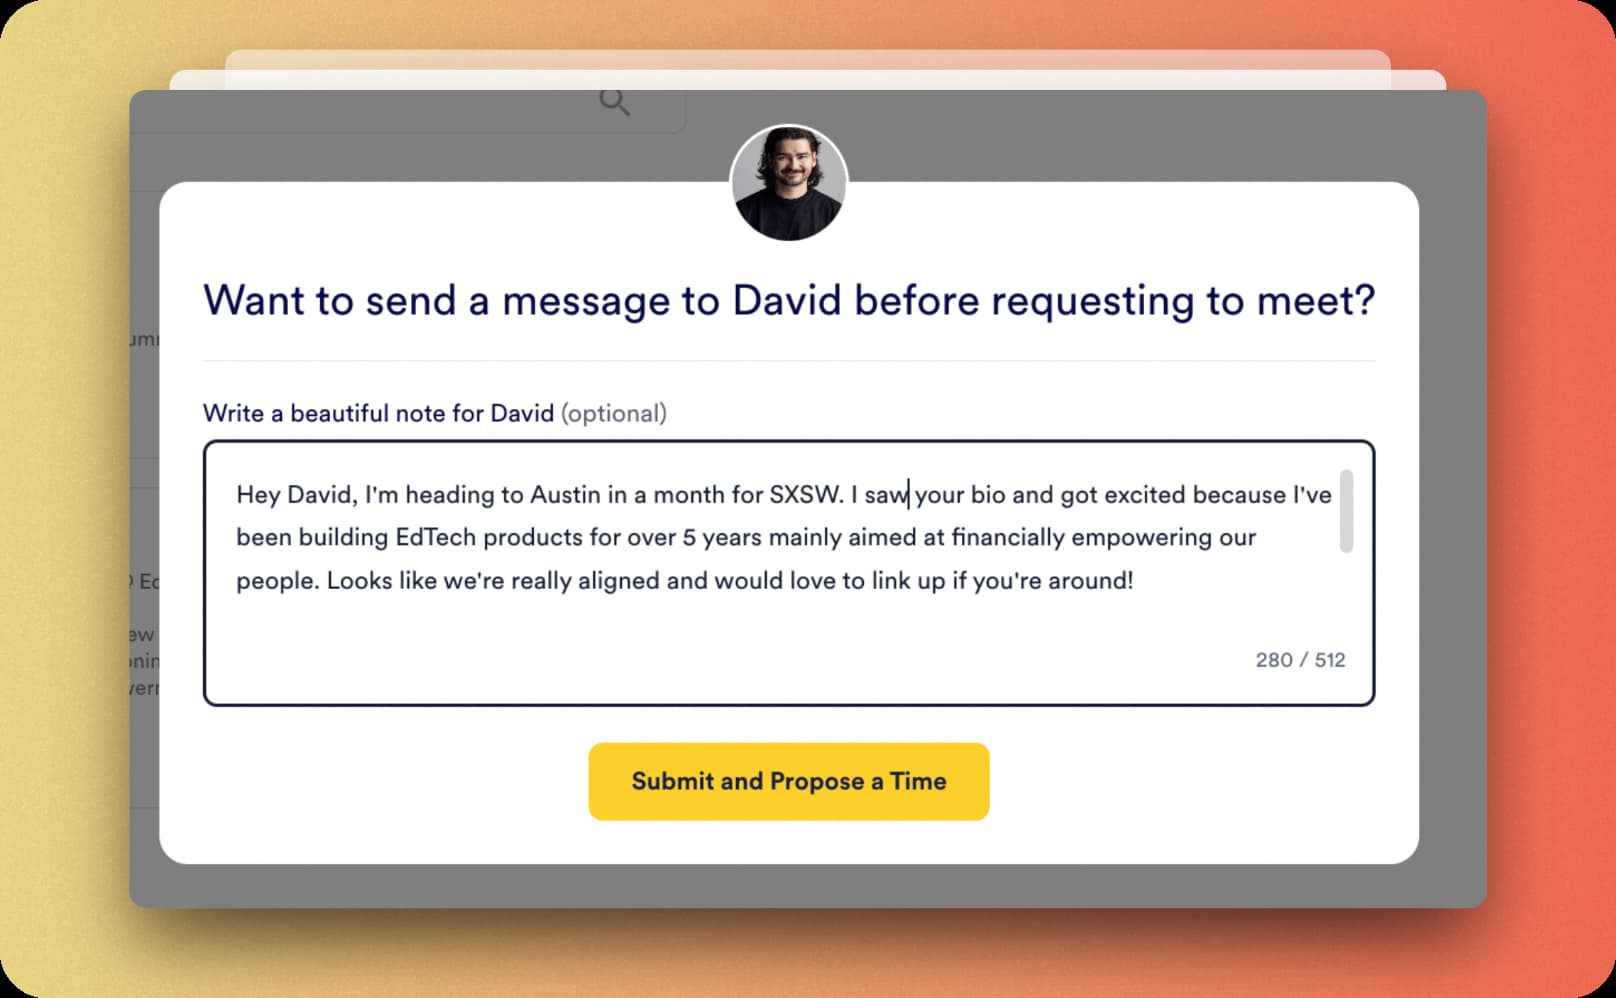 Want to send a message to David before requesting to meet?
Write a beautiful note for David (optional)
Hey David, I'm heading to Austin in a month for SXSW. I saw your bio and got excited because I've
been building EdTech products for over 5 years mainly aimed at financially empowering our
people. Looks like we're really aligned and would love to link up if you're around!
280 / 512
Submit and Propose a Time